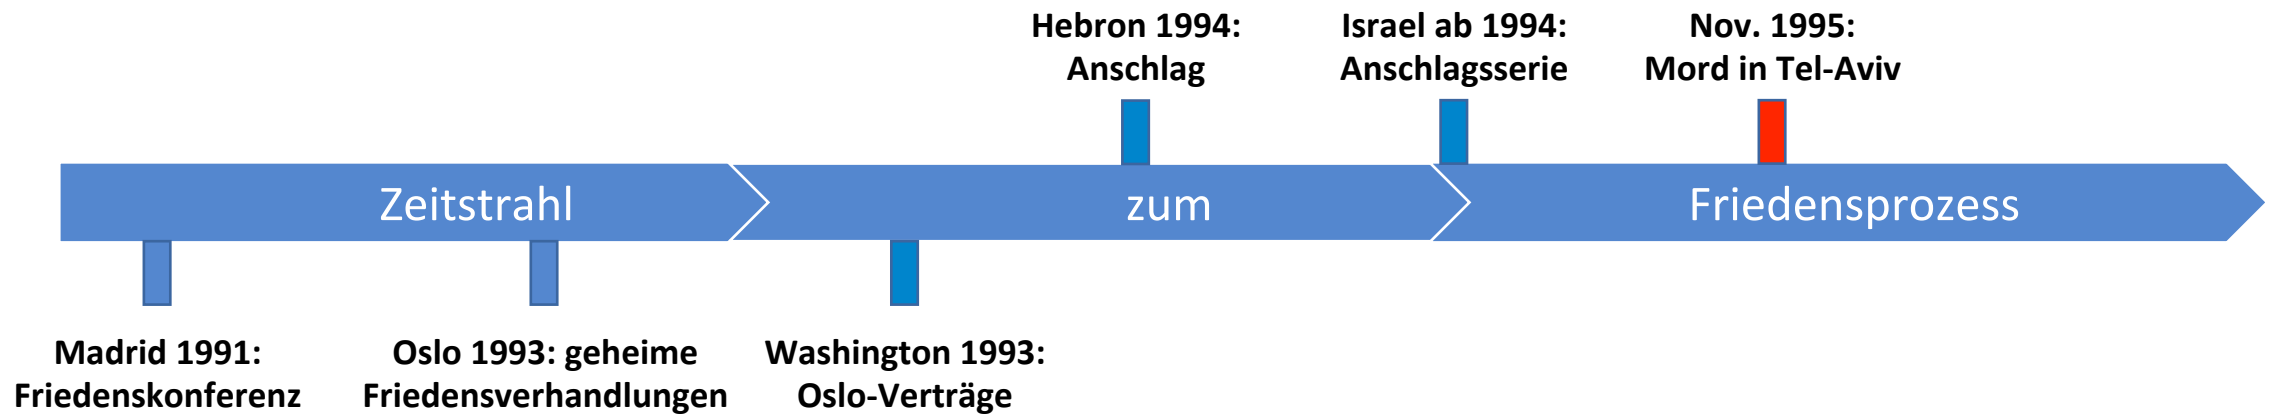 Hebron 1994:
Anschlag
Israel ab 1994:
Anschlagsserie
Nov. 1995:
Mord in Tel-Aviv
Zeitstrahl
zum
Friedensprozess
Madrid 1991:
Friedenskonferenz
Oslo 1993: geheime
Friedensverhandlungen
Washington 1993:
Oslo-Verträge